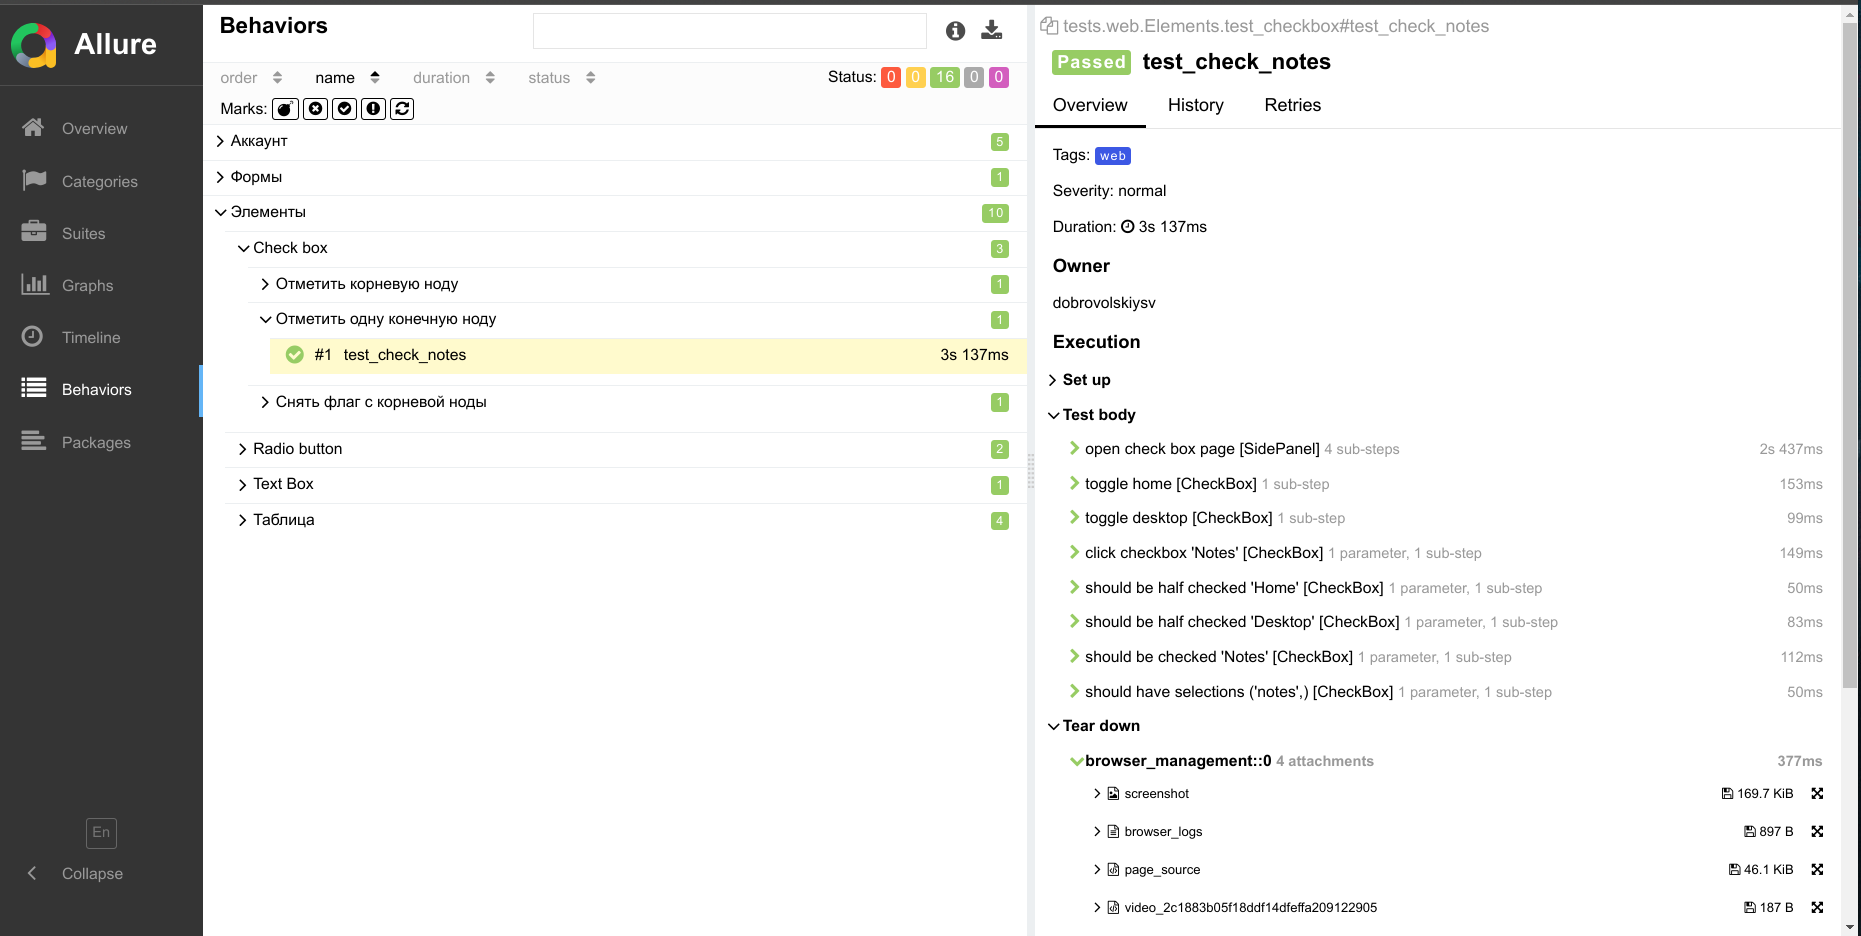 Allure
Overview
Categories
Suites
Graphs
Timeline
Behaviors
Packages
En
Collapse
Behaviors
order name duration status
Status: 0 0 16 0 0
Marks:
Аккаунт 5
Формы 1
Элементы 10
Check box 3
Отметить корневую ноду 1
Отметить одну конечную ноду 1
#1 test_check_notes 3s 137ms
Снять флаг с корневой ноды 1
Radio button 2
Text Box 1
Таблица 4
tests.web.Elements.test_checkbox#test_check_notes
Passed test_check_notes
Overview History Retries
Tags: web
Severity: normal
Duration: 3s 137ms
Owner
dobrovolskiysv
Execution
Set up
Test body
open check box page [SidePanel] 4 sub-steps 2s 437ms
toggle home [CheckBox] 1 sub-step 153ms
toggle desktop [CheckBox] 1 sub-step 99ms
click checkbox 'Notes' [CheckBox] 1 parameter, 1 sub-step 149ms
should be half checked 'Home' [CheckBox] 1 parameter, 1 sub-step 50ms
should be half checked 'Desktop' [CheckBox] 1 parameter, 1 sub-step 83ms
should be checked 'Notes' [CheckBox] 1 parameter, 1 sub-step 112ms
should have selections ('notes',) [CheckBox] 1 parameter, 1 sub-step 50ms
Tear down
browser_management::0 4 attachments 377ms
screenshot 169.7 KiB
browser_logs 897 B
page_source 46.1 KiB
video_2c1883b05f18ddf14dfeffa209122905 187 B